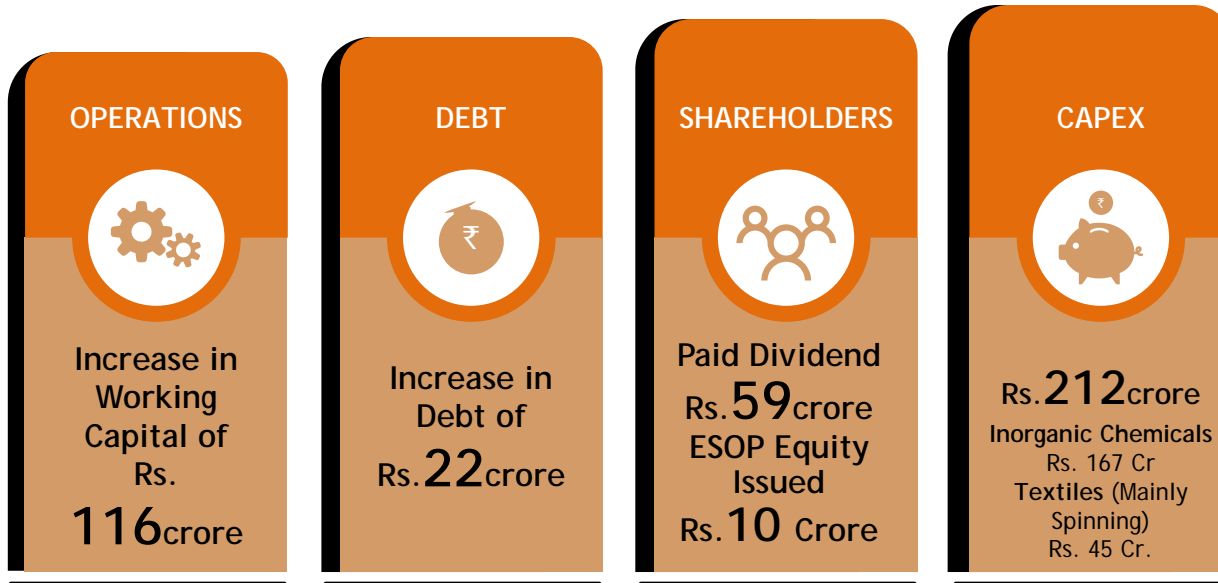 OPERATIONS
Increase in
Working
Capital of
Rs.
116crore
DEBT
₹
Increase in
Debt of
Rs.22crore
SHAREHOLDERS
Paid Dividend
Rs.59crore
ESOP Equity
Issued
Rs.10 Crore
CAPEX
₹
Rs.212crore
Inorganic Chemicals
Rs. 167 Cr
Textiles (Mainly
Spinning)
Rs. 45 Cr.